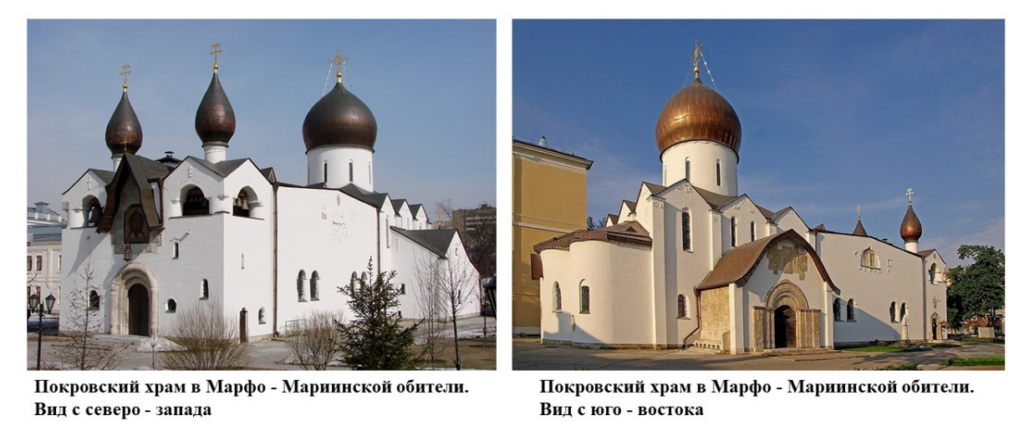 Покровский храм в Марфо - Мариинской обители.
Вид с северо - запада
Покровский храм в Марфо - Мариинской обители.
Вид с юго - востока